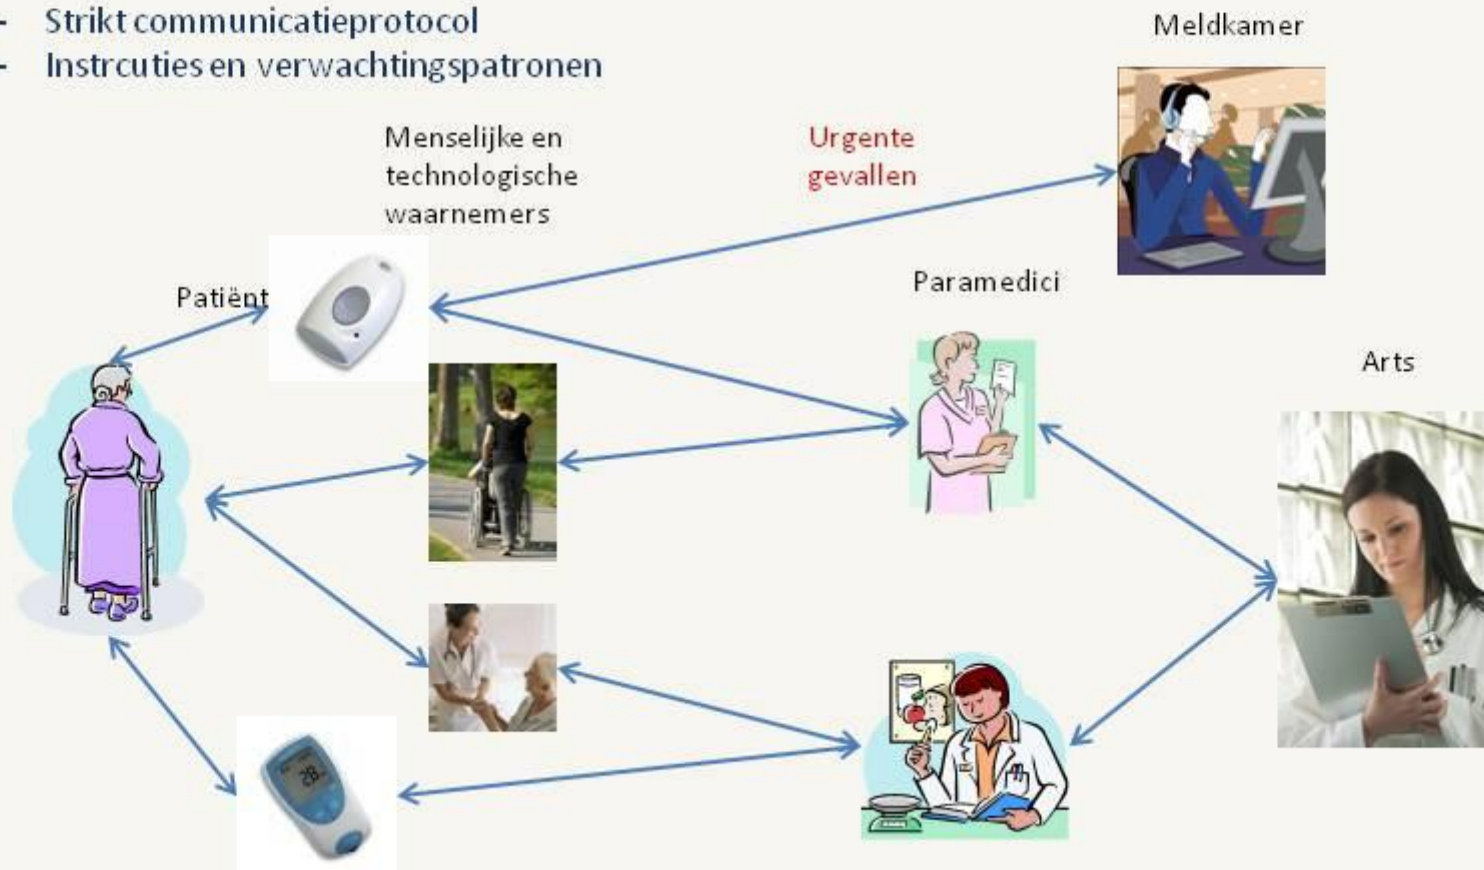 - Strikt communicatieprotocol
- Instrcuties en verwachtingspatronen
Meldkamer
Menselijke en
technologische
waarnemers
Urgente
gevallen
Paramedici
Patiënt
Arts
28